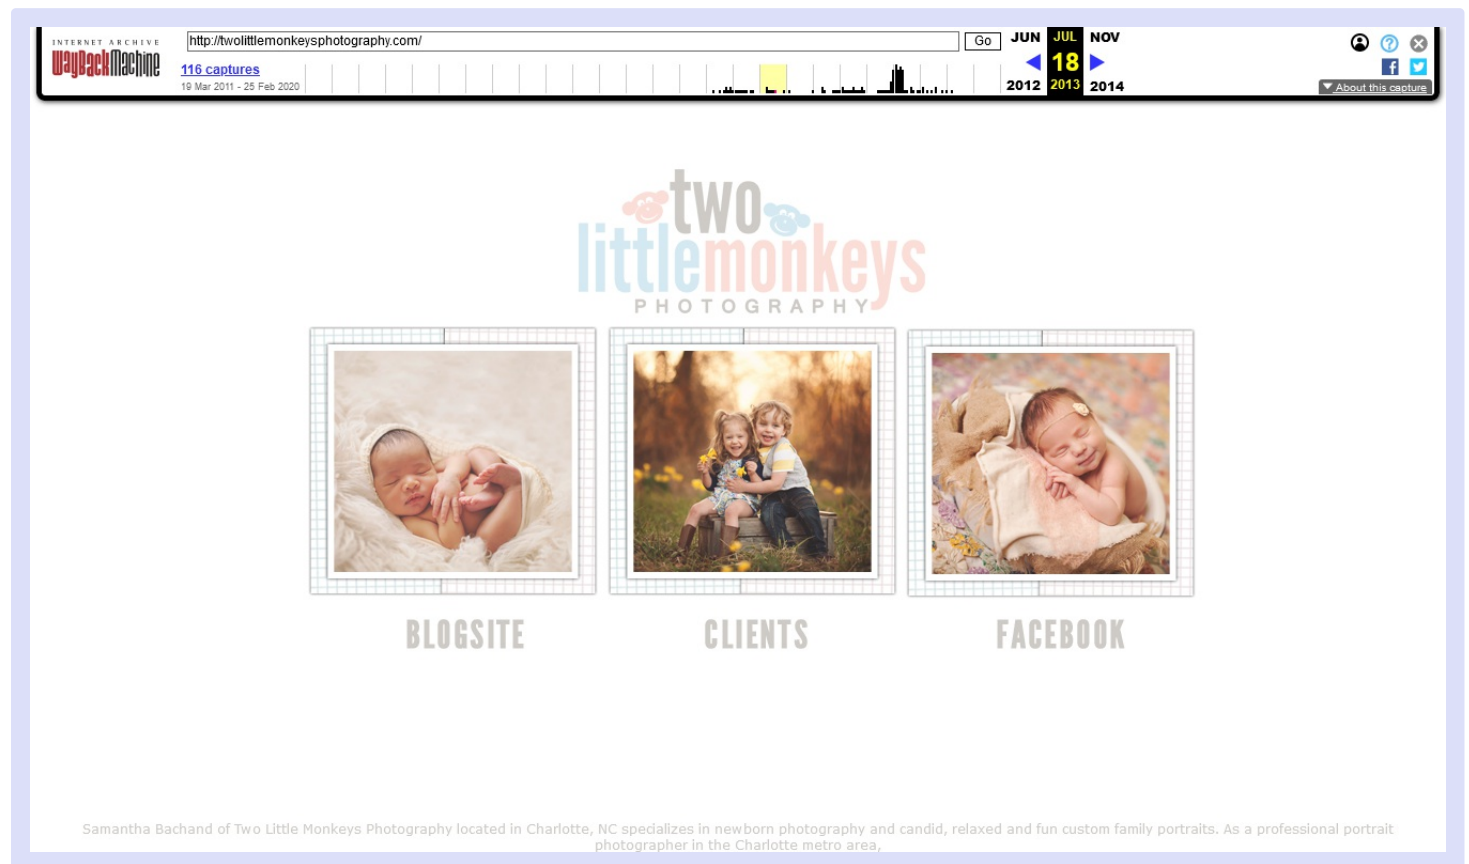 INTERNET ARCHIVE
WayBackMachine
http://twolittlemonkeysphotography.com/
Go
JUN
JUL
NOV
116 captures
18
19 Mar 2011 - 25 Feb 2020
2012
2013
2014
About this capture
two
littlemonkeys
PHOTOGRAPHY
BLOGSITE
CLIENTS
FACEBOOK
Samantha Bachand of Two Little Monkeys Photography located in Charlotte, NC specializes in newborn photography and candid, relaxed and fun custom family portraits. As a professional portrait
photographer in the Charlotte metro area,